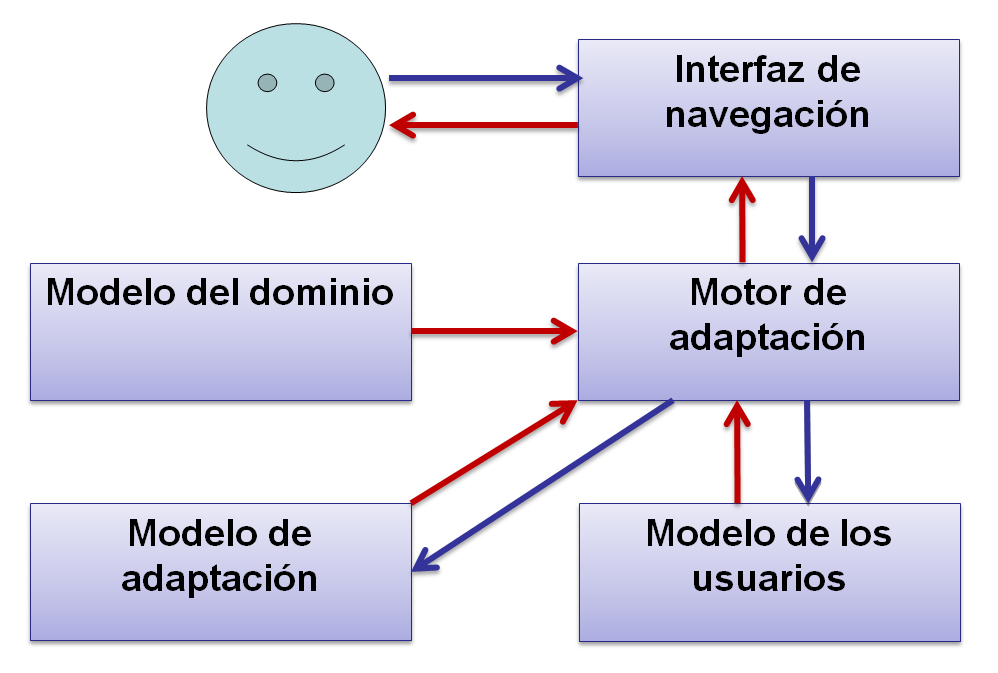 Interfaz de
navegación
Modelo del dominio
Motor de
adaptación
Modelo de
adaptación
Modelo de los
usuarios